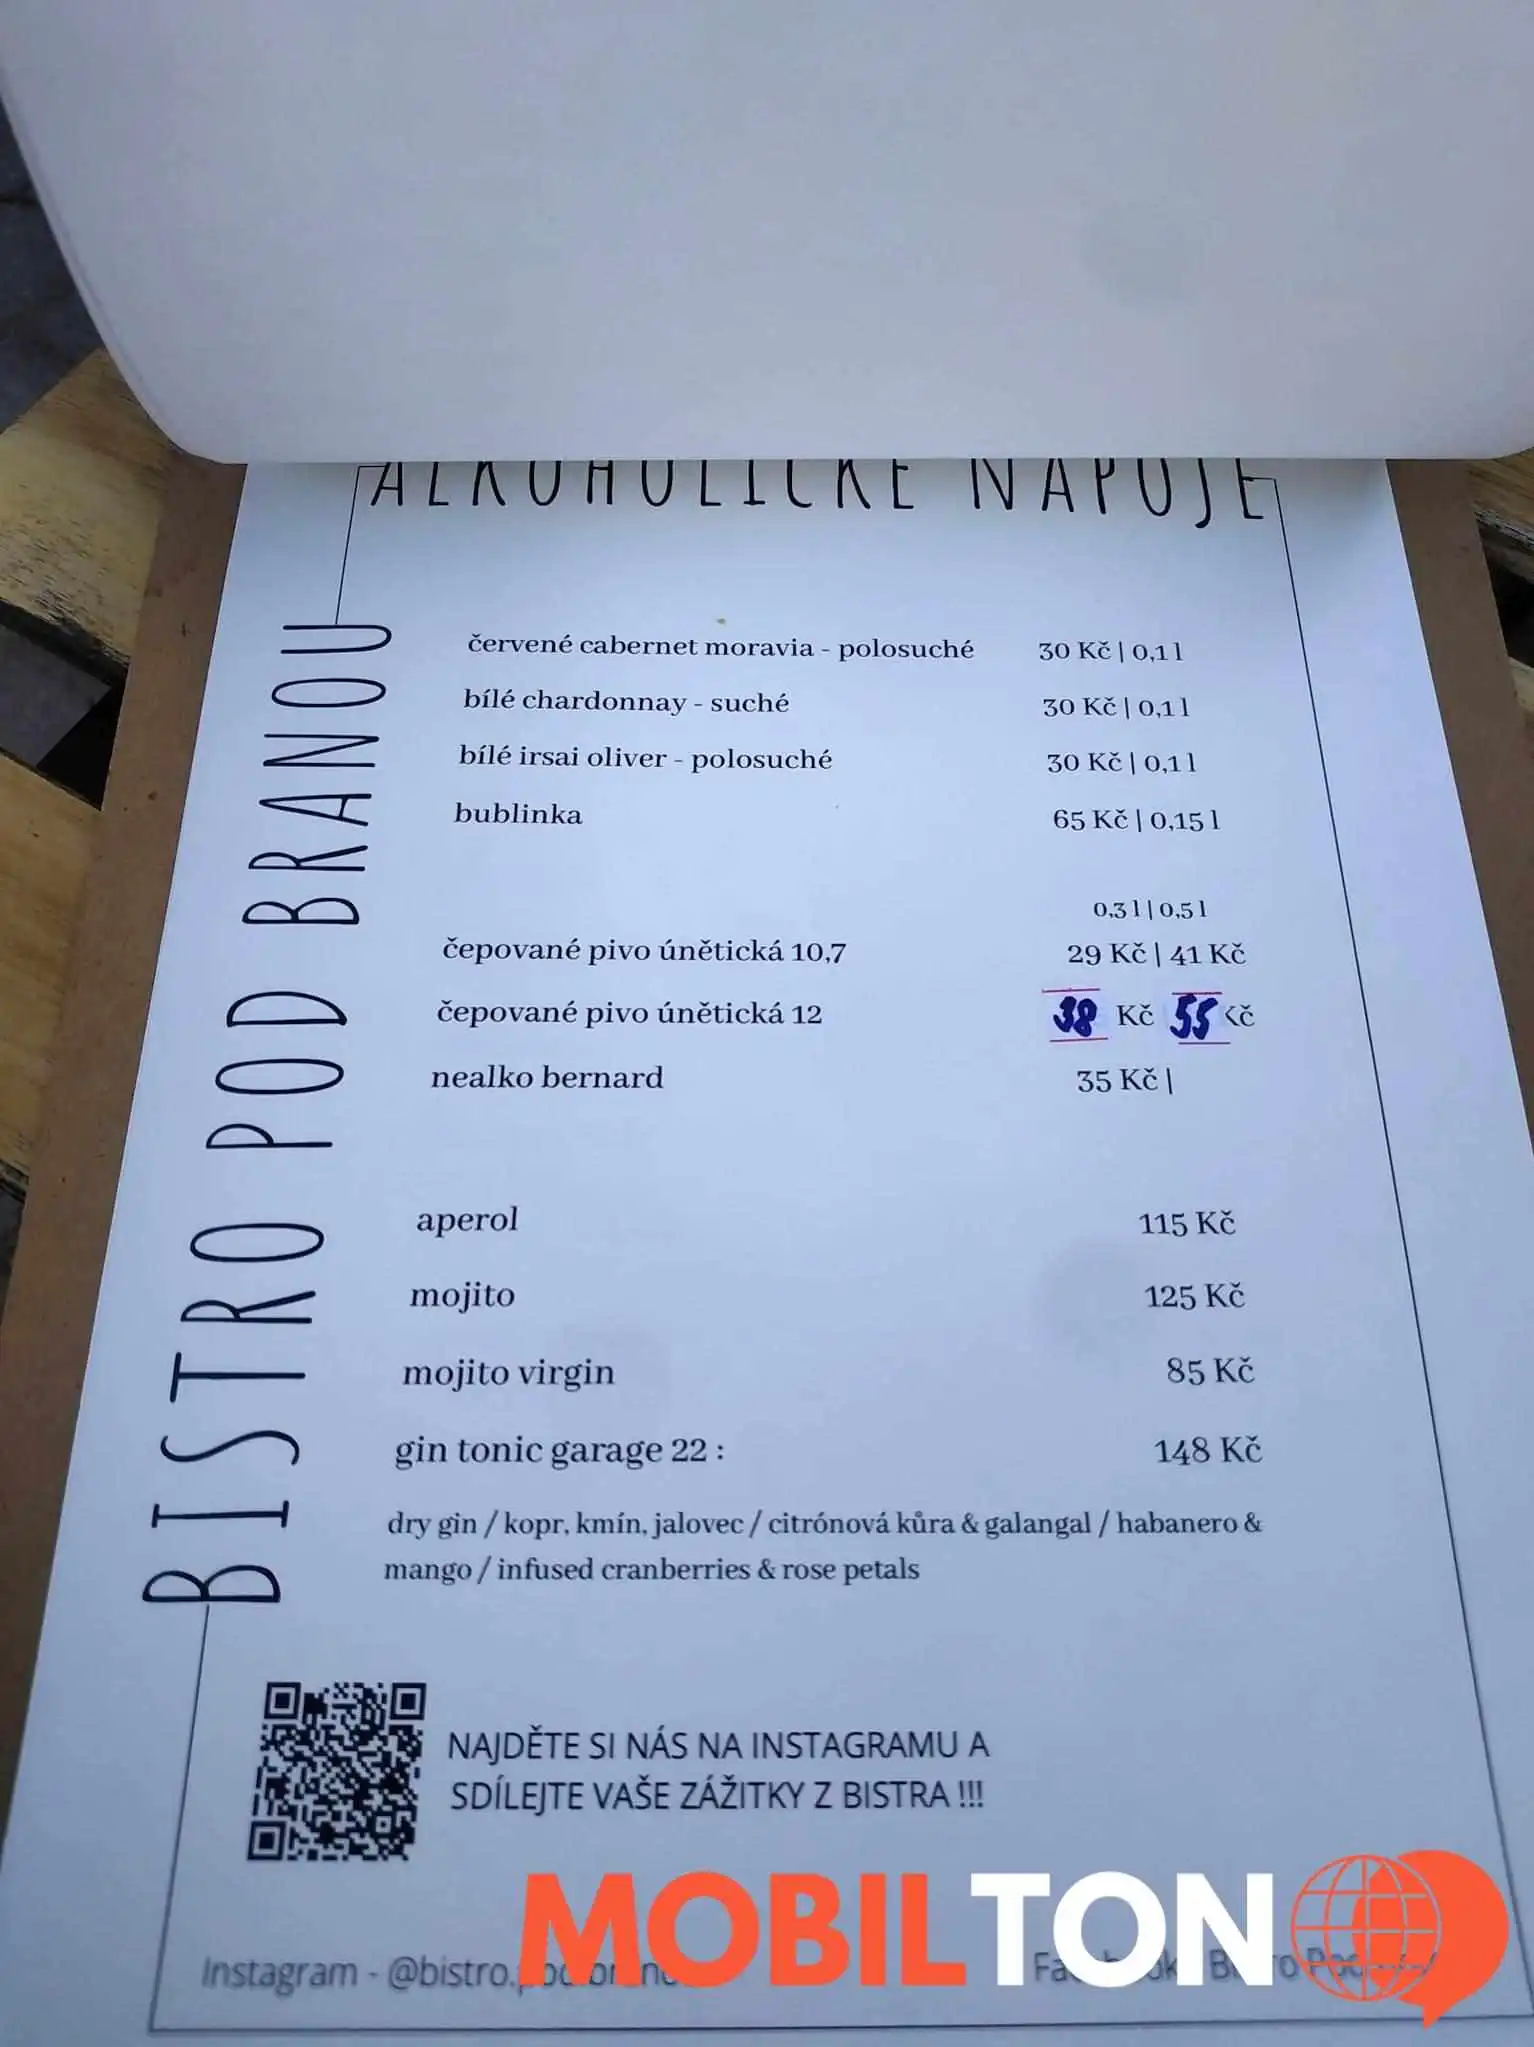 ALKOHOLICKÉ NÁPOJE
BISTRO POD BRANOU
červené cabernet moravia - polosuché 30 Kč | 0,1 l
bílé chardonnay - suché 30 Kč | 0,1 l
bílé irsai oliver - polosuché 30 Kč | 0,1 l
bublinka 65 Kč | 0,15 l
0,3 l | 0,5 l
čepované pivo únětická 10,7 29 Kč | 41 Kč
čepované pivo únětická 12 38 Kč 55 Kč
nealko bernard 35 Kč |
aperol 115 Kč
mojito 125 Kč
mojito virgin 85 Kč
gin tonic garage 22 : 148 Kč
dry gin / kopr, kmín, jalovec / citrónová kůra & galangal / habanero &
mango / infused cranberries & rose petals
NAJDĚTE SI NÁS NA INSTAGRAMU A
SDÍLEJTE VAŠE ZÁŽITKY Z BISTRA !!!
MOBILTON
Instagram -